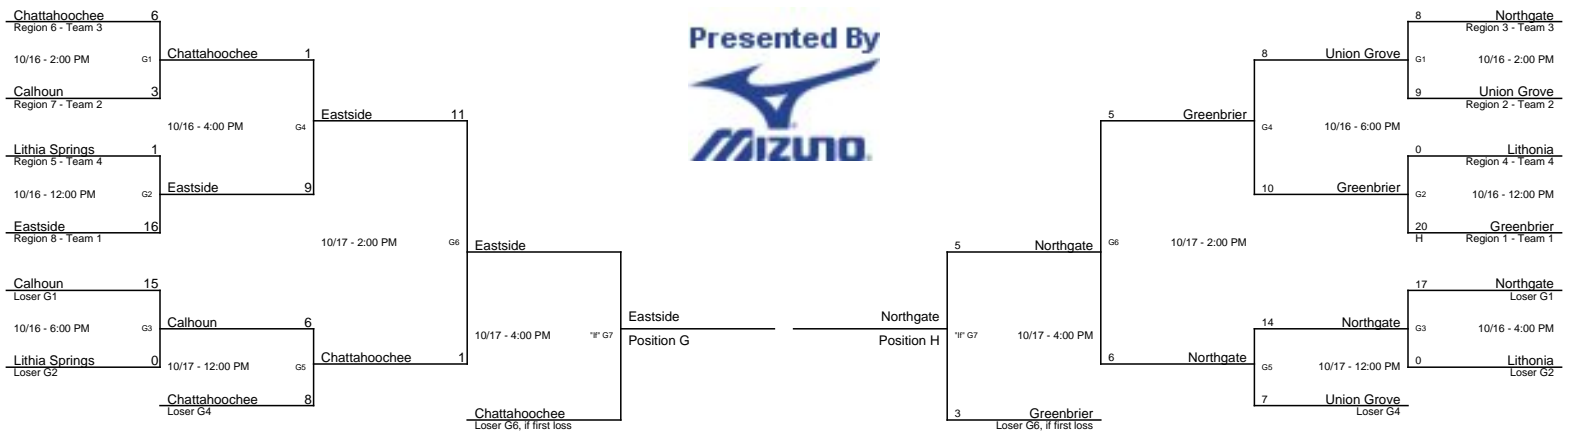 Chattahoochee 6
Region 6 - Team 3
10/16 - 2:00 PM G1
Calhoun 3
Region 7 - Team 2
Chattahoochee 1
10/16 - 4:00 PM G4
Lithia Springs 1
Region 5 - Team 4
10/16 - 12:00 PM G2
Eastside 16
Region 8 - Team 1
Eastside 9
Eastside 11
10/17 - 2:00 PM G6
Calhoun 15
Loser G1
10/16 - 6:00 PM G3
Lithia Springs 0
Loser G2
Calhoun 6
10/17 - 12:00 PM G5
Chattahoochee 8
Loser G4
Chattahoochee 1
Eastside
10/17 - 4:00 PM "If" G7
Chattahoochee
Loser G6, if first loss
Eastside
Position G
Presented By
MIZUNO
Northgate
Position H
5 Northgate
"If" G7 10/17 - 4:00 PM
3 Greenbrier
Loser G6, if first loss
5 Greenbrier
G6 10/17 - 2:00 PM
6 Northgate
8 Union Grove
G4 10/16 - 6:00 PM
10 Greenbrier
14 Northgate
G5 10/17 - 12:00 PM
7 Union Grove
Loser G4
8 Northgate
Region 3 - Team 3
G1 10/16 - 2:00 PM
9 Union Grove
Region 2 - Team 2
0 Lithonia
Region 4 - Team 4
G2 10/16 - 12:00 PM
20 Greenbrier
H Region 1 - Team 1
17 Northgate
Loser G1
G3 10/16 - 4:00 PM
0 Lithonia
Loser G2